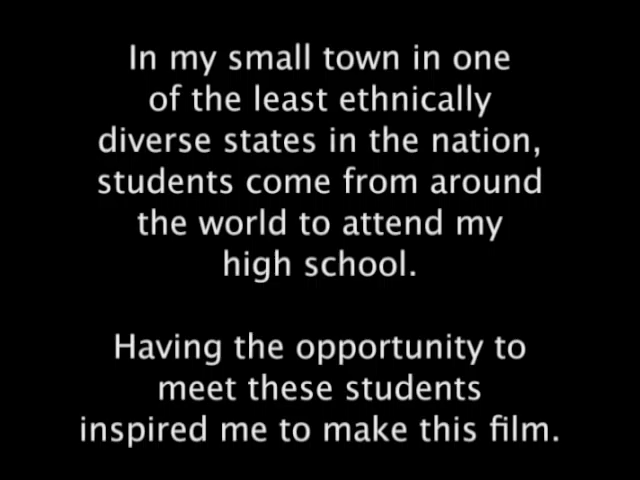 In my small town in one
of the least ethnically
diverse states in the nation,
students come from around
the world to attend my
high school.
Having the opportunity to
meet these students
inspired me to make this film.